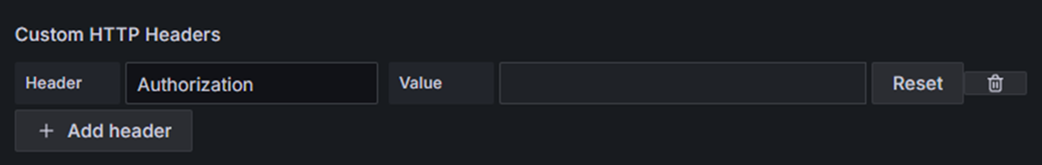 Custom HTTP Headers
Header Authorization Value Reset
+ Add header